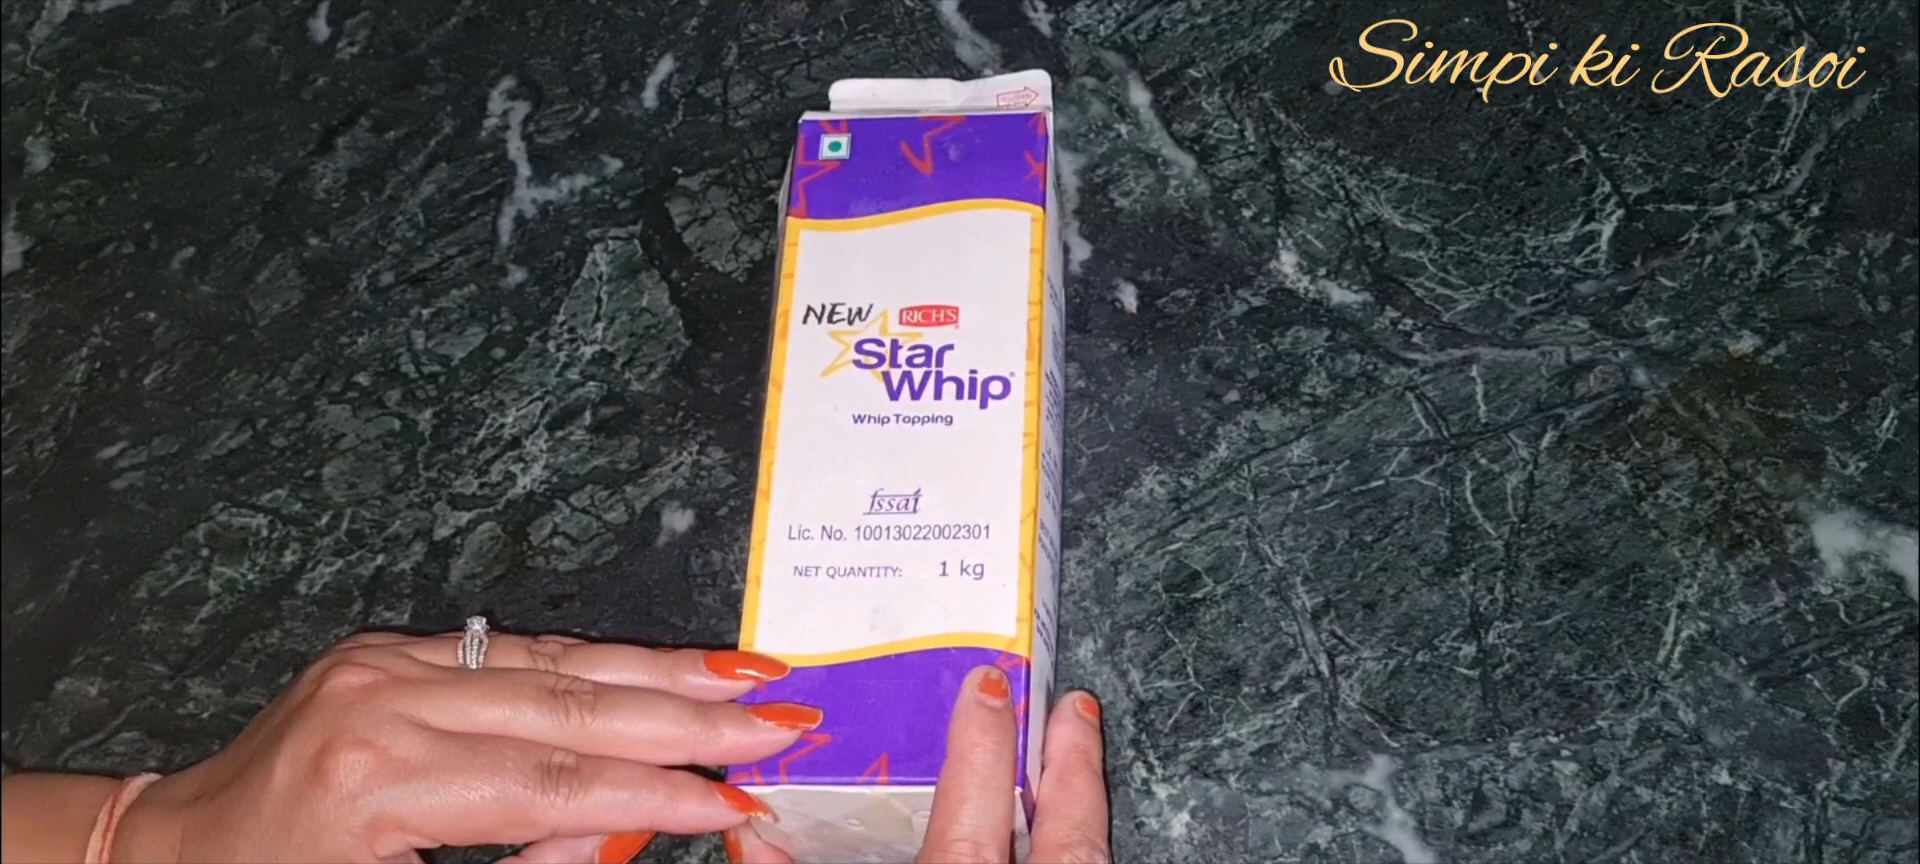 Simpi ki Rasoi
NEW RICH'S
Star
Whip
Whip Topping
fssai
Lic. No. 10013022002301
NET QUANTITY: 1 kg